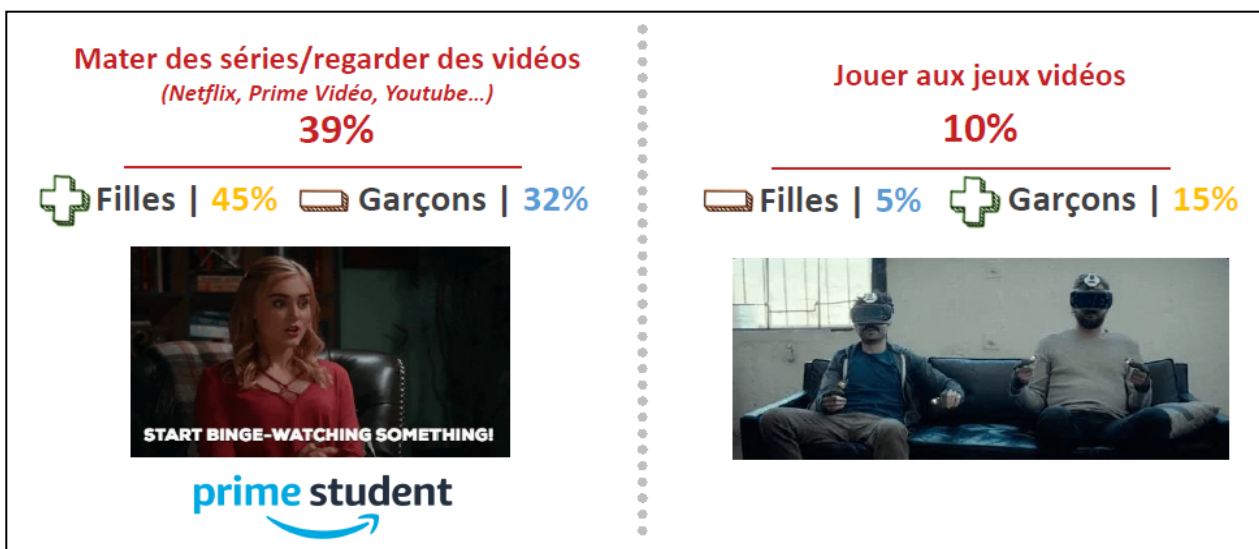 Mater des séries/regarder des vidéos
(Netflix, Prime Vidéo, Youtube...)
39%
Filles | 45% Garçons | 32%
START BINGE-WATCHING SOMETHING!
prime student
Jouer aux jeux vidéos
10%
Filles | 5% Garçons | 15%